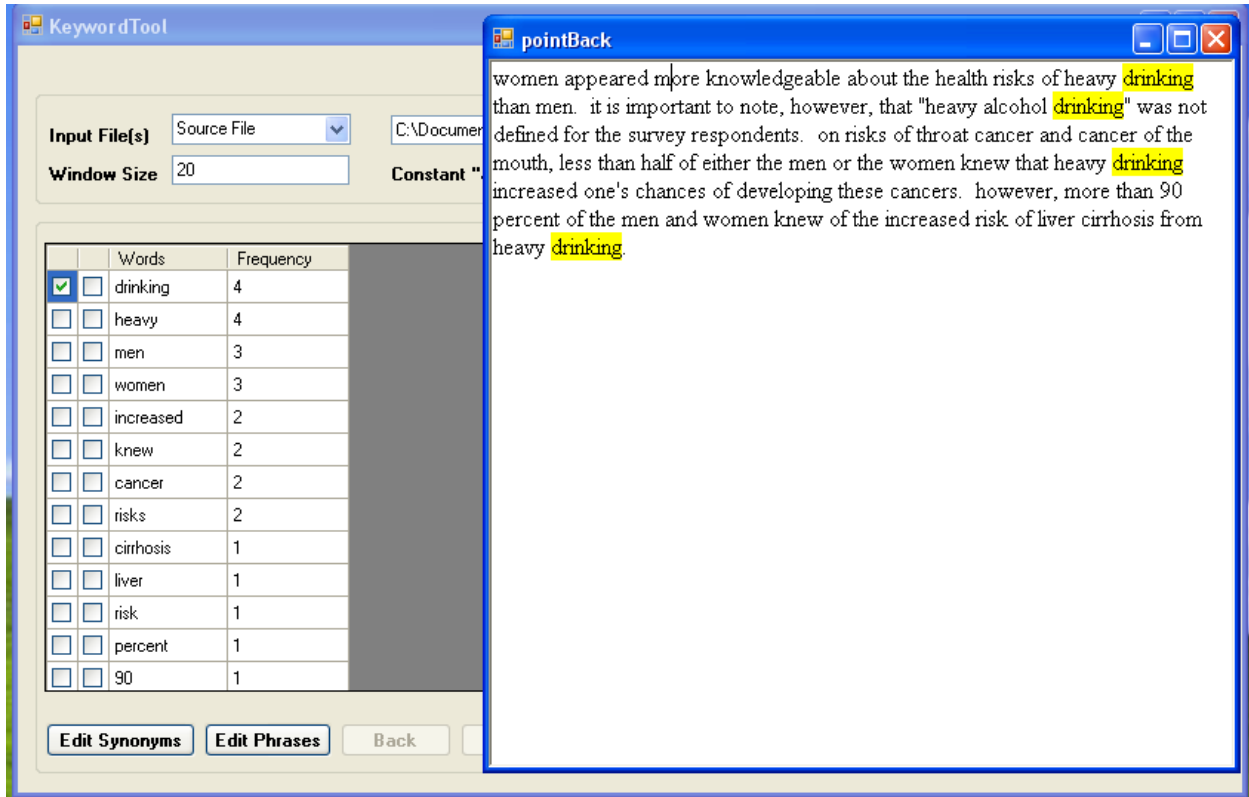 KeywordTool
Input File(s) Source File C:\Documen
Window Size 20 Constant "
Words Frequency
drinking 4
heavy 4
men 3
women 3
increased 2
knew 2
cancer 2
risks 2
cirrhosis 1
liver 1
risk 1
percent 1
90 1
Edit Synonyms Edit Phrases Back
pointBack
women appeared more knowledgeable about the health risks of heavy drinking
than men. it is important to note, however, that "heavy alcohol drinking" was not
defined for the survey respondents. on risks of throat cancer and cancer of the
mouth, less than half of either the men or the women knew that heavy drinking
increased one's chances of developing these cancers. however, more than 90
percent of the men and women knew of the increased risk of liver cirrhosis from
heavy drinking.